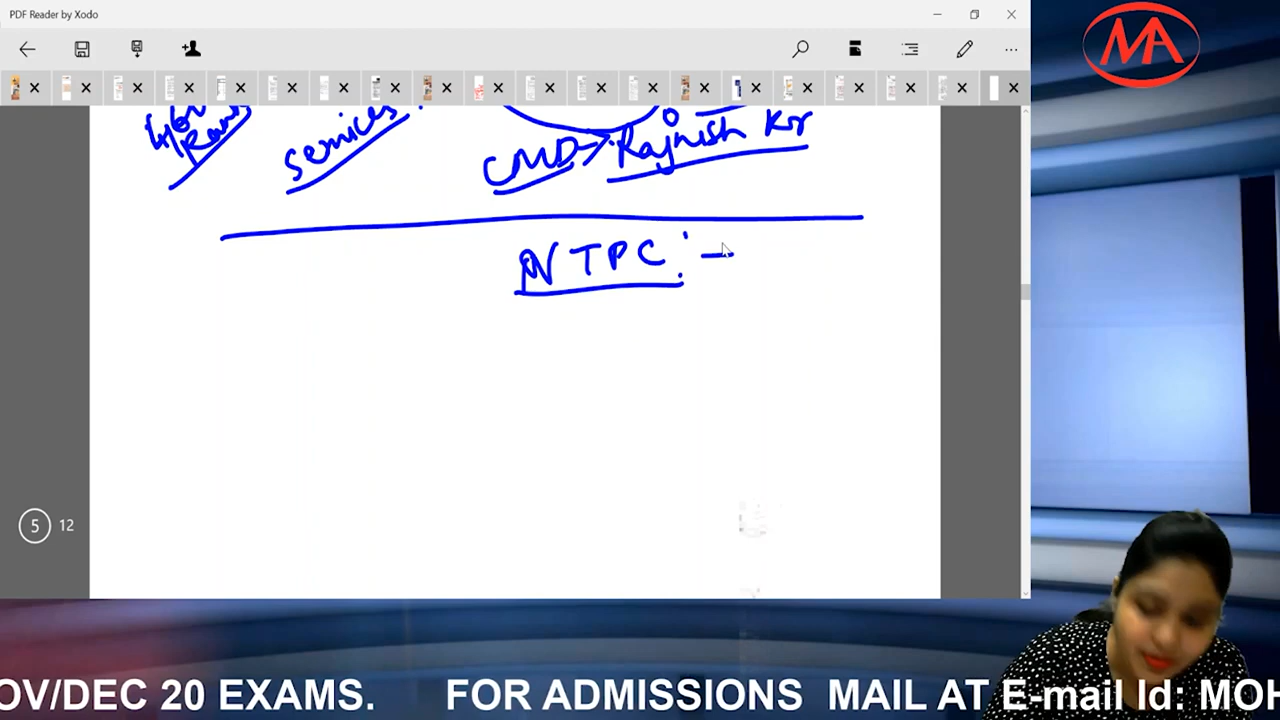 PDF Reader by Xodo
MA
services
CMD → Rajnish Kr
NTPC :-
5 12
OV/DEC 20 EXAMS. FOR ADMISSIONS MAIL AT E-mail Id: MOH